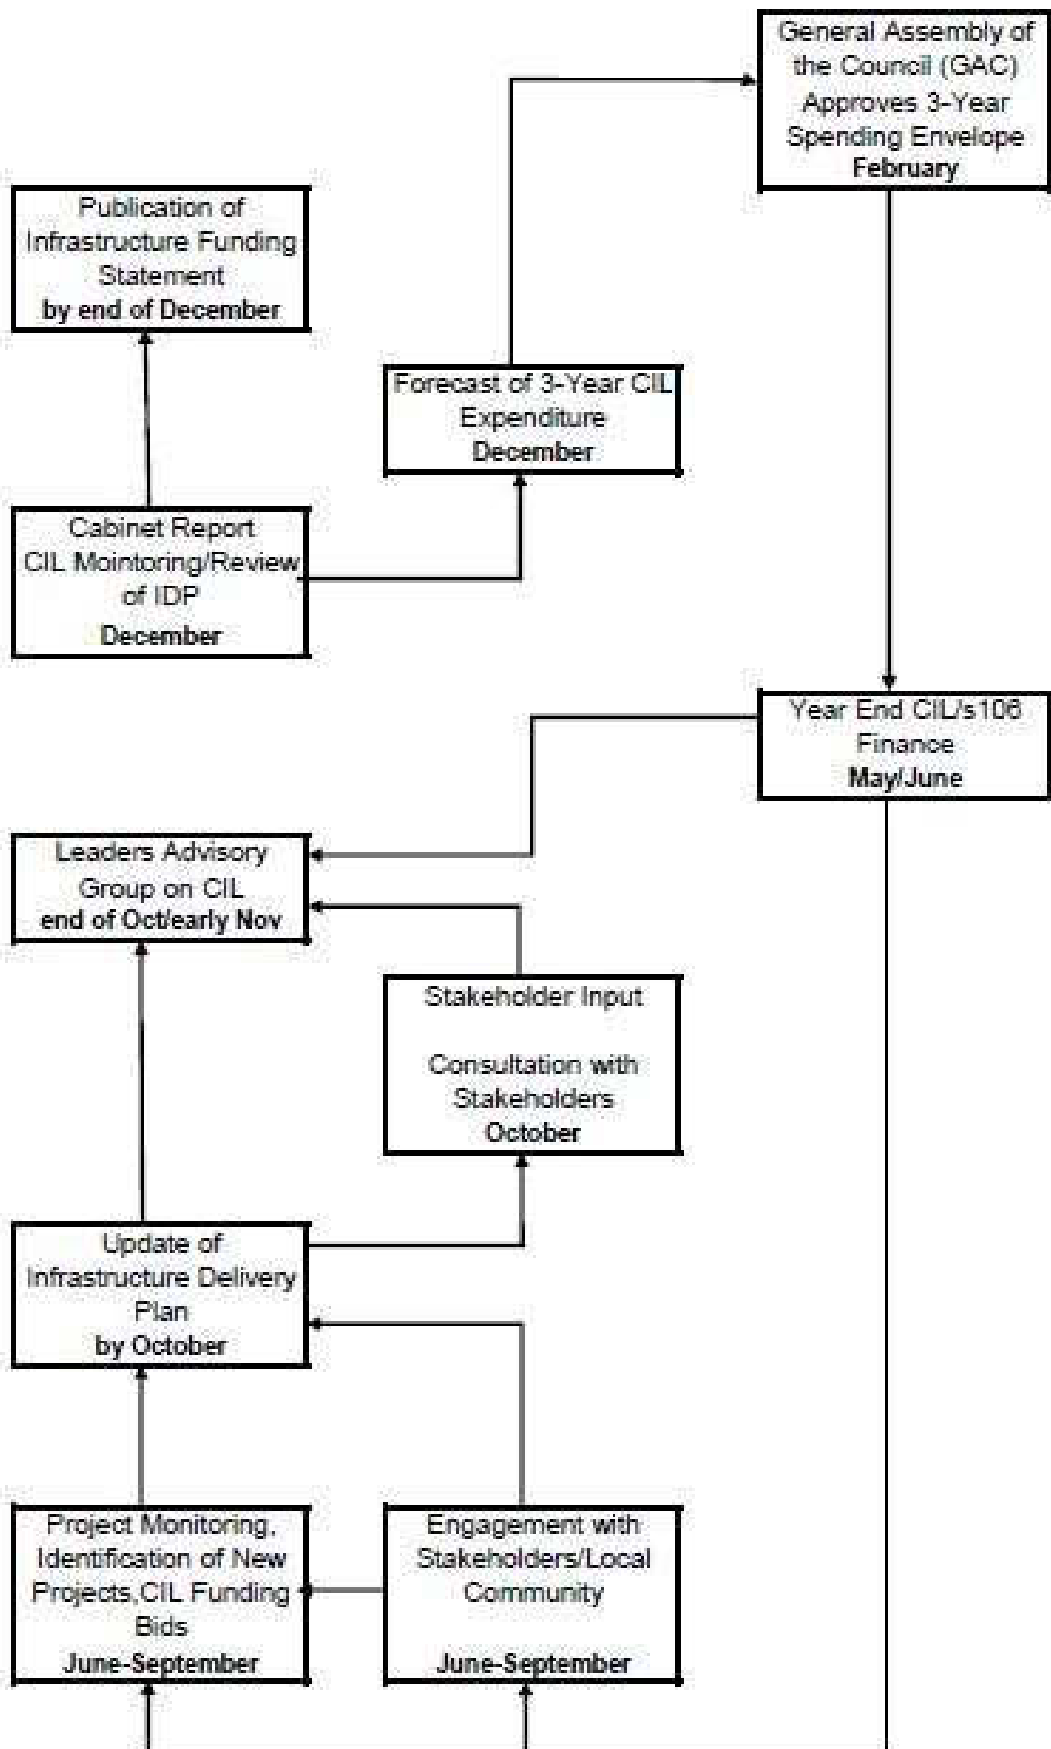 General Assembly of
the Council (GAC)
Approves 3-Year
Spending Envelope
February
Publication of
Infrastructure Funding
Statement
by end of December
Forecast of 3-Year CIL
Expenditure
December
Cabinet Report
CIL Mointoring/Review
of IDP
December
Year End CIL/s106
Finance
May/June
Leaders Advisory
Group on CIL
end of Oct/early Nov
Stakeholder Input
Consultation with
Stakeholders
October
Update of
Infrastructure Delivery
Plan
by October
Project Monitoring,
Identification of New
Projects,CIL Funding
Bids
June-September
Engagement with
Stakeholders/Local
Community
June-September